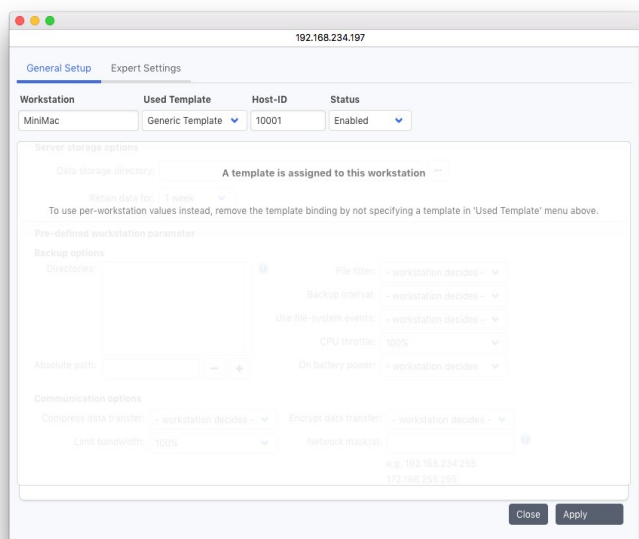 192.168.234.197
General Setup Expert Settings
Workstation Used Template Host-ID Status
MiniMac Generic Template 10001 Enabled
Server storage options
Data storage directory: ...
A template is assigned to this workstation
Retain data for: 1 week
To use per-workstation values instead, remove the template binding by not specifying a template in 'Used Template' menu above.
Pre-defined workstation parameter
Backup options
Directories: File filter: - workstation decides -
Backup interval: - workstation decides -
Use file-system events: - workstation decides -
CPU throttle: 100%
Absolute path: - + On battery power: - workstation decides
Communication options
Compress data transfer: - workstation decides - Encrypt data transfer: - workstation decides -
Limit bandwidth: 100% Network mask(s):
e.g. 192.168.234.255
172.168.255.255
Close Apply